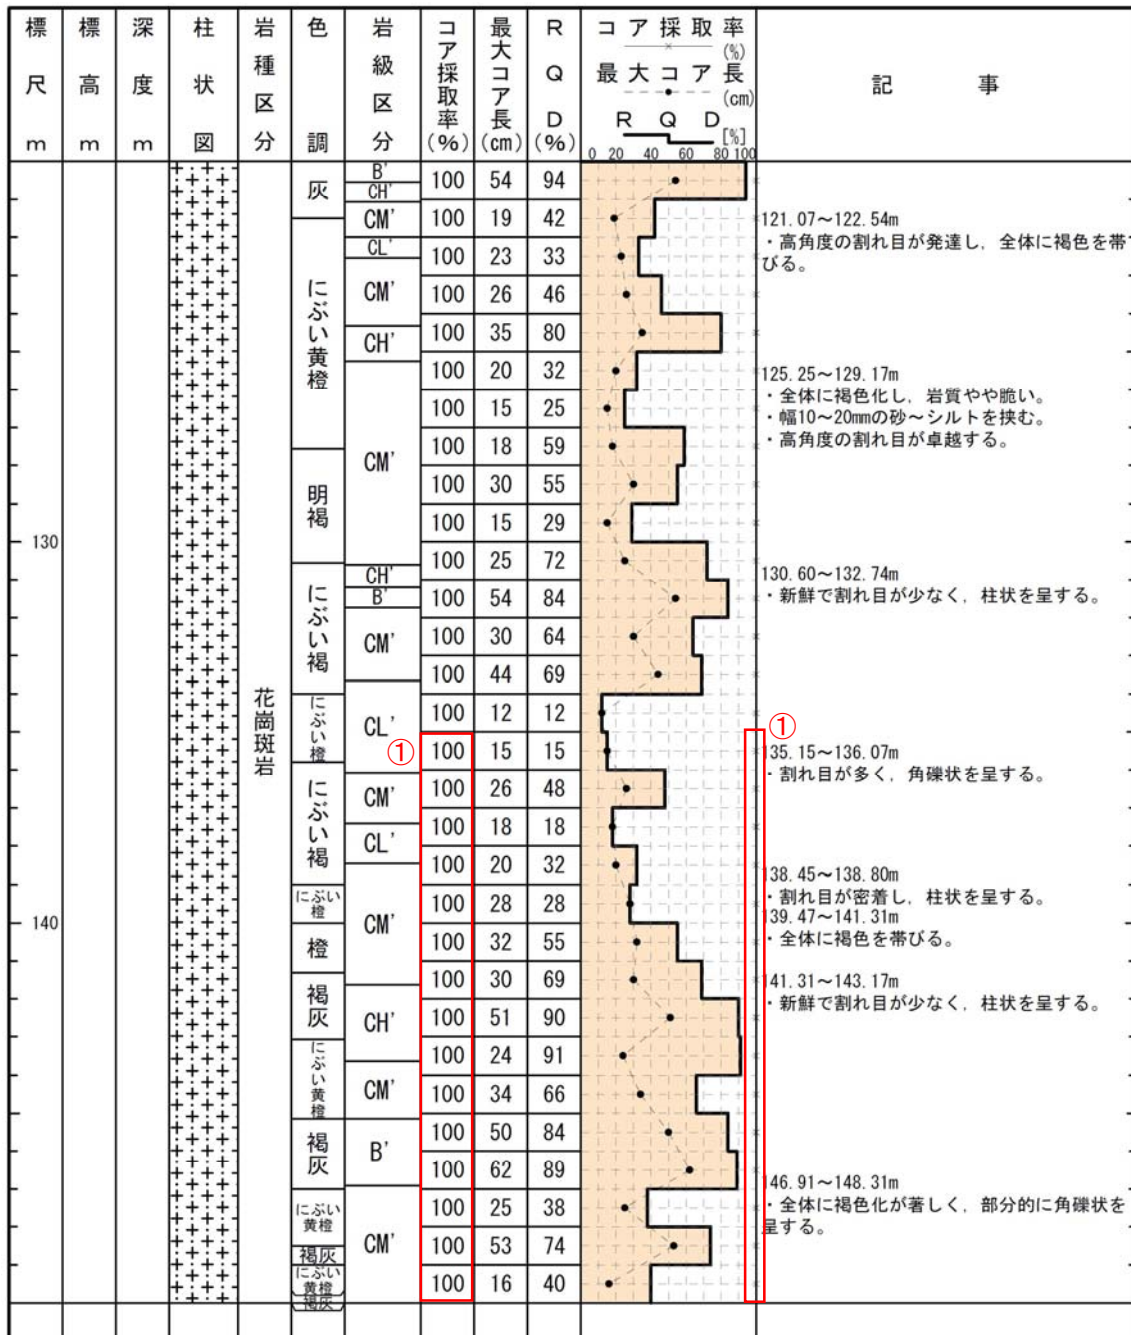 標尺m
標高m
深度m
柱状図
岩種区分
色調
岩級区分
コア採取率(%)
最大コア長(cm)
RQD(%)
コア採取率
(%)
最大コア長
(cm)
RQD
[%]
0 20 40 60 80 100
記事
灰 B' 100 54 94
CH'
CM' 100 19 42
121.07～122.54m
・高角度の割れ目が発達し，全体に褐色を帯
びる。
にぶい黄橙
CL' 100 23 33
CM' 100 26 46
CH' 100 35 80
100 20 32
125.25～129.17m
・全体に褐色化し，岩質やや脆い。
・幅10～20mmの砂～シルトを挟む。
・高角度の割れ目が卓越する。
100 15 25
100 18 59
CM'
明褐
100 30 55
100 15 29
130
100 25 72
CH'
130.60～132.74m
・新鮮で割れ目が少なく，柱状を呈する。
にぶい褐
B' 100 54 84
CM' 100 30 64
100 44 69
花崗斑岩
にぶい橙
CL' 100 12 12
①
①
100 15 15
135.15～136.07m
・割れ目が多く，角礫状を呈する。
にぶい褐
CM' 100 26 48
CL' 100 18 18
100 20 32
138.45～138.80m
・割れ目が密着し，柱状を呈する。
にぶい橙
CM' 100 28 28
139.47～141.31m
・全体に褐色を帯びる。
140
橙 100 32 55
100 30 69
141.31～143.17m
・新鮮で割れ目が少なく，柱状を呈する。
褐灰
CH' 100 51 90
にぶい黄橙
100 24 91
CM' 100 34 66
褐灰
B' 100 50 84
100 62 89
146.91～148.31m
・全体に褐色化が著しく，部分的に角礫状を
呈する。
にぶい黄橙
100 25 38
CM'
褐灰
100 53 74
にぶい黄橙
100 16 40
褐灰